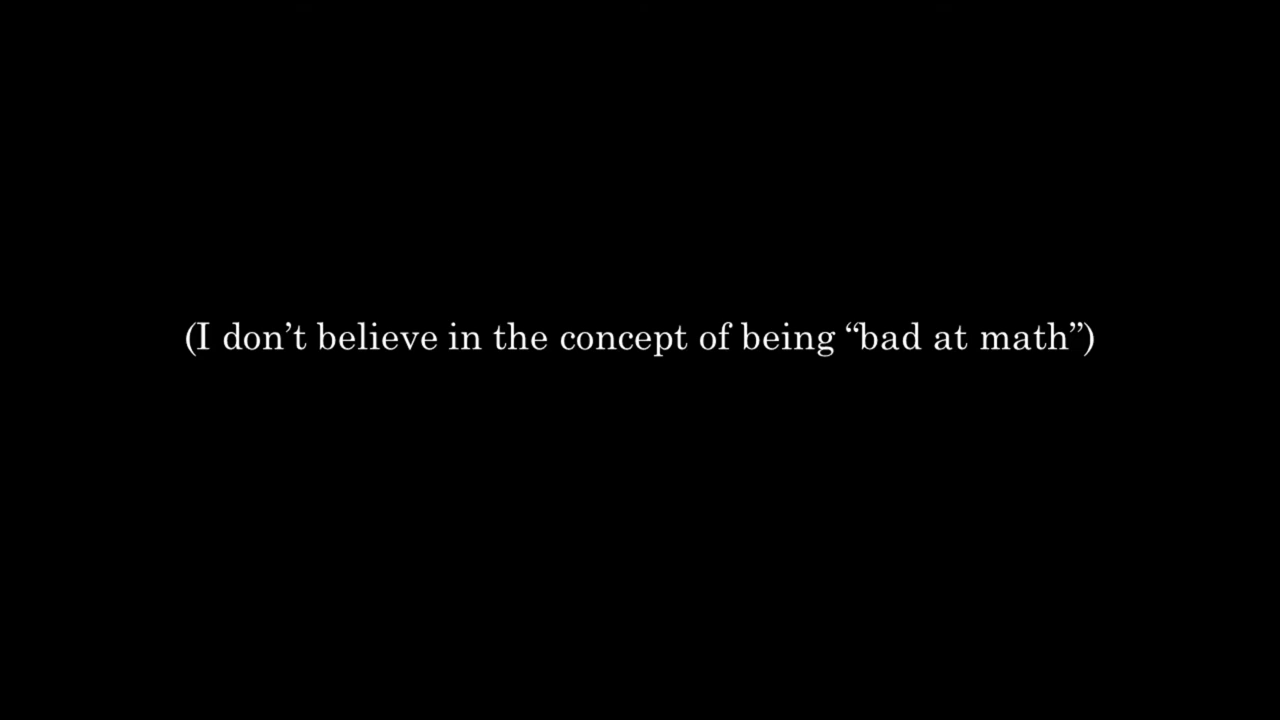 (I don’t believe in the concept of being “bad at math”)